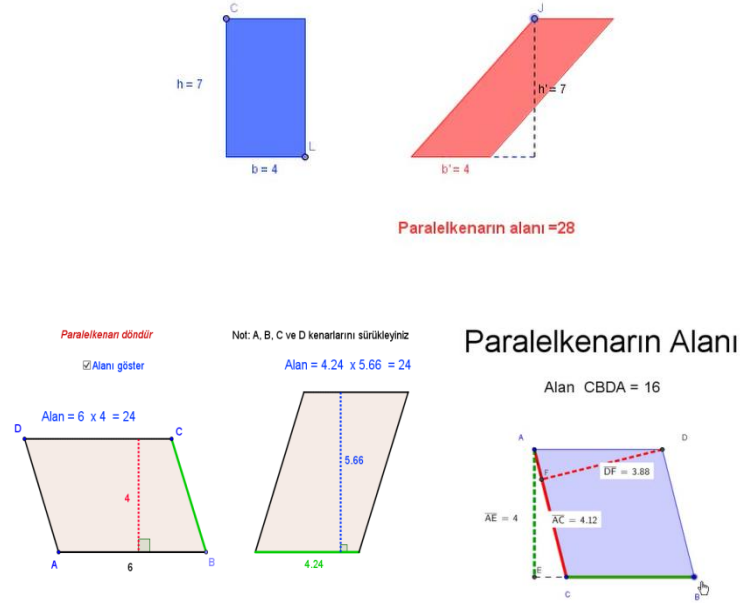 C
J
h = 7
h' = 7
L
b = 4
b' = 4
Paralelkenarın alanı =28
Paralelkenarı döndür
Not: A, B, C ve D kenarlarını sürükleyiniz
Alanı göster
Alan = 4.24 x 5.66 = 24
Paralelkenarın Alanı
Alan CBDA = 16
Alan = 6 x 4 = 24
D
C
4
A
6
B
5.66
4.24
A
D
F
DF = 3.88
AE = 4
AC = 4.12
E
C
B